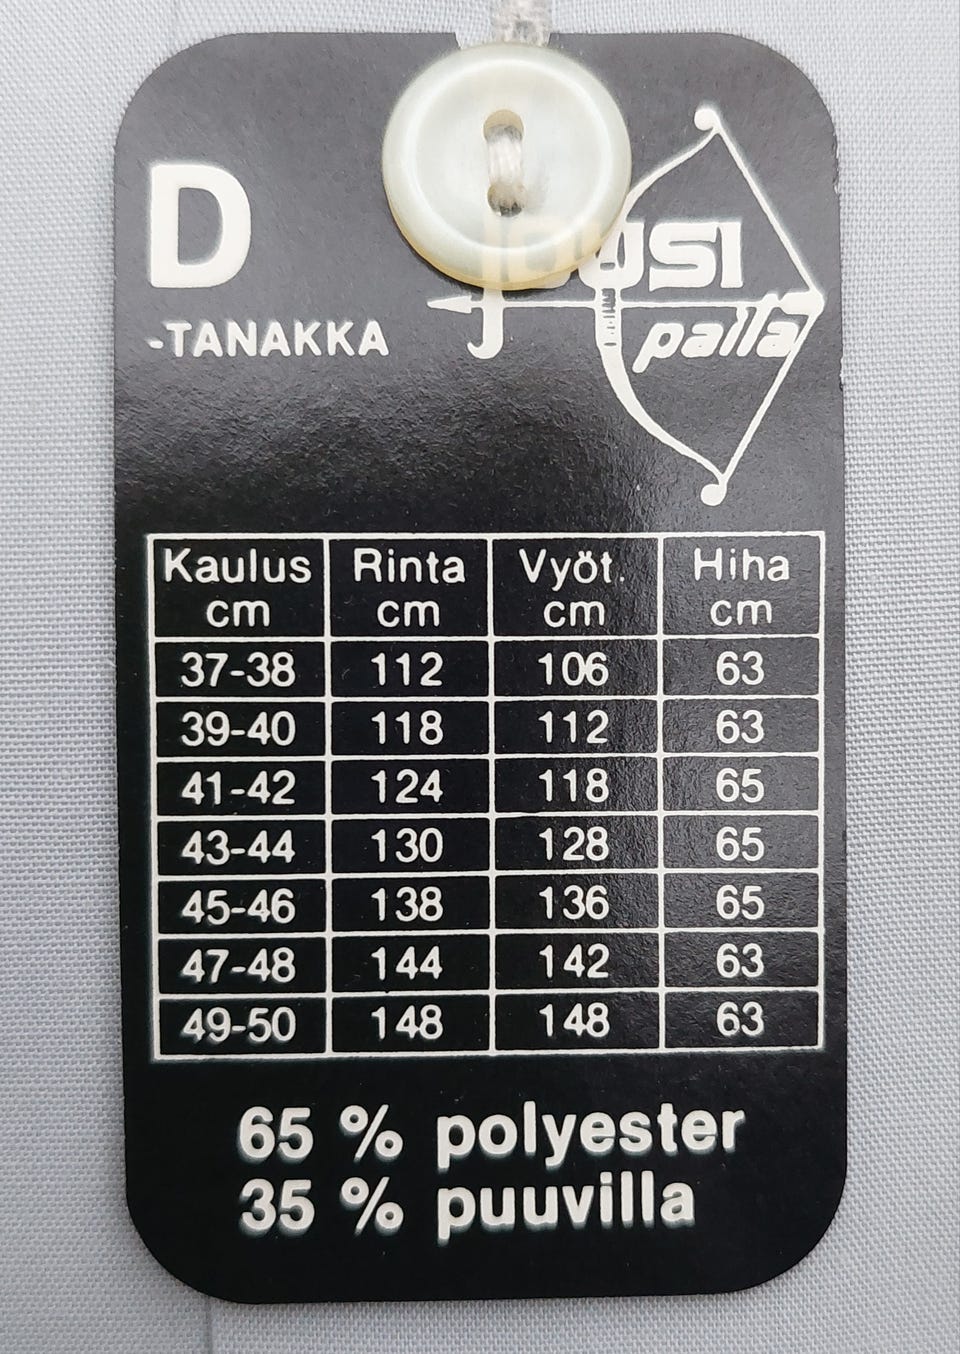 D
-TANAKKA
JOUSI
paita
Kaulus cm Rinta cm Vyöt. cm Hiha cm
37-38 112 106 63
39-40 118 112 63
41-42 124 118 65
43-44 130 128 65
45-46 138 136 65
47-48 144 142 63
49-50 148 148 63
65 % polyester
35 % puuvilla